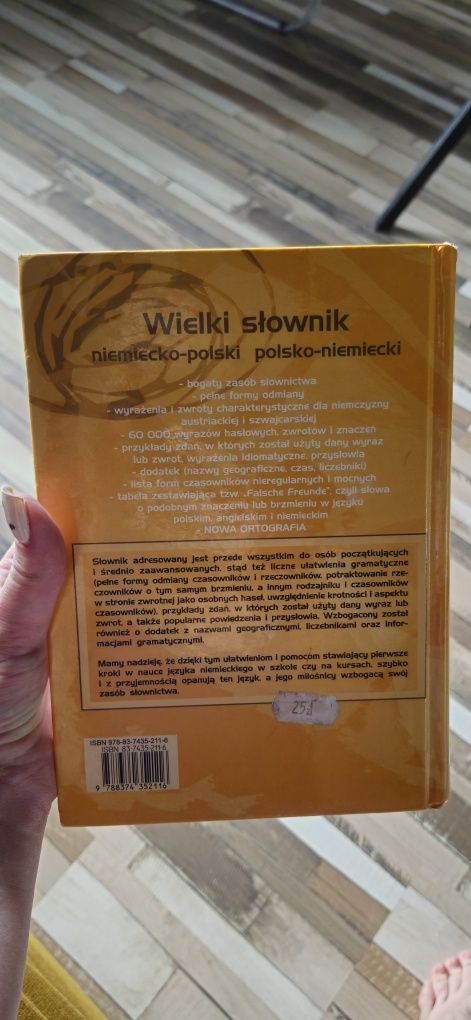 Wielki słownik
niemiecko-polski polsko-niemiecki
- bogaty zasób słownictwa
- pełne formy odmiany
- wyrażenia i zwroty charakterystyczne dla niemczyzny
austriackiej i szwajcarskiej
- 60 000 wyrazów hasłowych, zwrotów i znaczeń
- przykłady zdań, w których został użyty dany wyraz
lub zwrot, wyrażenia idiomatyczne, przysłowia
- dodatek (nazwy geograficzne, czas, liczebniki)
- lista form czasowników nieregularnych i mocnych
- tabela zestawiająca tzw. „Falsche Freunde”, czyli słowa
o podobnym znaczeniu lub brzmieniu w języku
polskim, angielskim i niemieckim
- NOWA ORTOGRAFIA
Słownik adresowany jest przede wszystkim do osób początkujących
i średnio zaawansowanych, stąd też liczne ułatwienia gramatyczne
(pełne formy odmiany czasowników i rzeczowników, potraktowanie rze-
czowników o tym samym brzmieniu, a innym rodzajniku i czasowników
w stronie zwrotnej jako osobnych haseł, uwzględnienie krotności i aspektu
czasowników), przykłady zdań, w których został użyty dany wyraz lub
zwrot, a także popularne powiedzenia i przysłowia. Wzbogacony został
również o dodatek z nazwami geograficznymi, liczebnikami oraz infor-
macjami gramatycznymi.
Mamy nadzieję, że dzięki tym ułatwieniom i pomocom stawiający pierwsze
kroki w nauce języka niemieckiego w szkole czy na kursach, szybko
i z przyjemnością opanują ten język, a jego miłośnicy wzbogacą swój
zasób słownictwa.
25zł
ISBN 978-83-7435-211-6
ISBN 83-7435-211-6
9 788374 352116